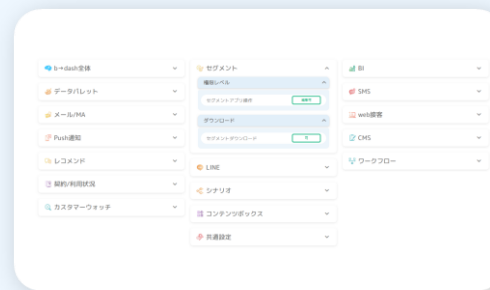 b→dash全体
データパレット
メール/MA
Push通知
レコメンド
契約/利用状況
カスタマーウォッチ
セグメント
権限レベル
セグメントアプリ権限
ダウンロード
セグメントダウンロード
可
LINE
シナリオ
コンテンツボックス
共通設定
BI
SMS
web接客
CMS
ワークフロー